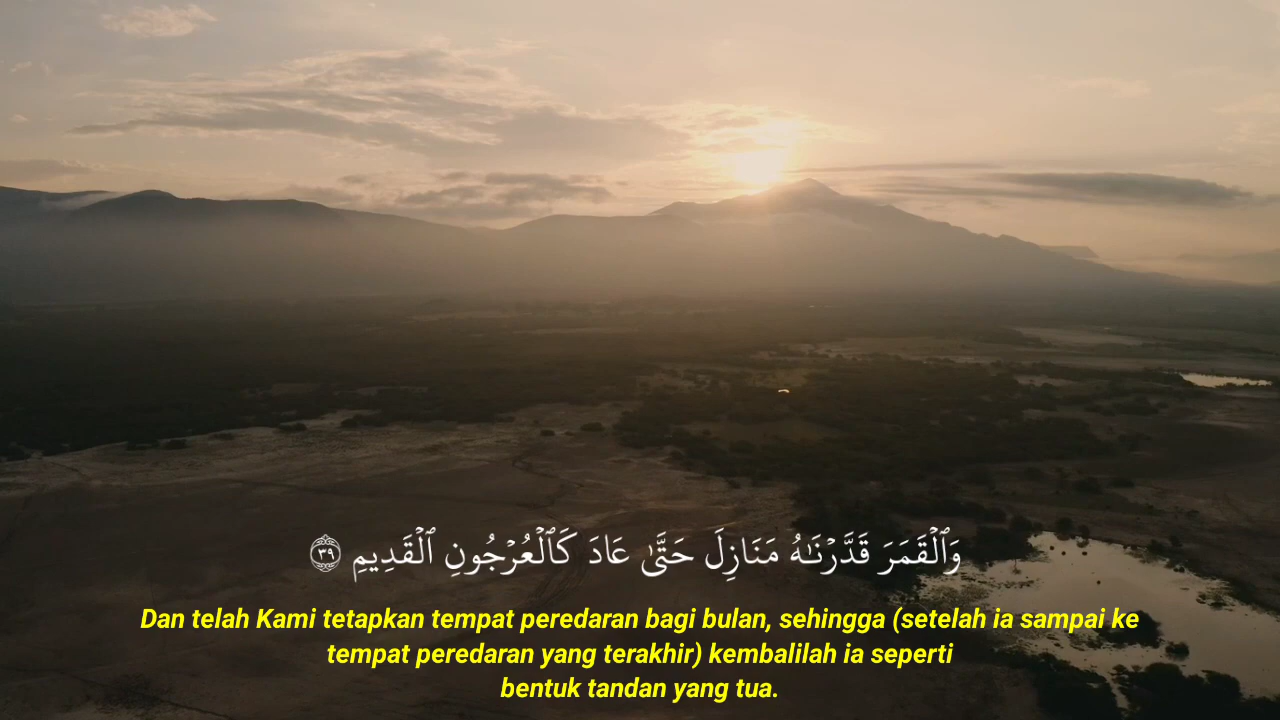 وَٱلْقَمَرَ قَدَّرْنَـٰهُ مَنَازِلَ حَتَّىٰ عَادَ كَٱلْعُرْجُونِ ٱلْقَدِيمِ ٣٩
Dan telah Kami tetapkan tempat peredaran bagi bulan, sehingga (setelah ia sampai ke
tempat peredaran yang terakhir) kembalilah ia seperti
bentuk tandan yang tua.